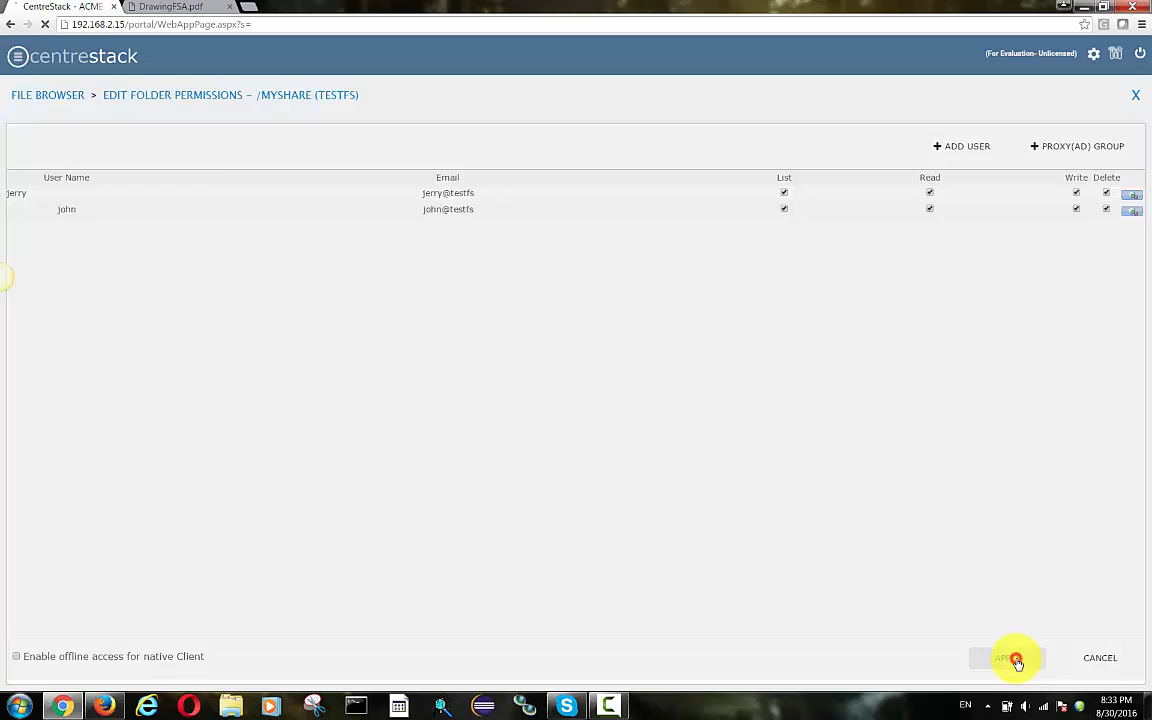 CentreStack - ACME
DrawingFSA.pdf
192.168.2.15/portal/WebAppPage.aspx?s=
centrestack
(For Evaluation- Unlicensed)
FILE BROWSER > EDIT FOLDER PERMISSIONS - /MYSHARE (TESTFS)
X
ADD USER
PROXY(AD) GROUP
User Name Email List Read Write Delete
jerry jerry@testfs
john john@testfs
Enable offline access for native Client
CANCEL
EN
8:33 PM
8/30/2016